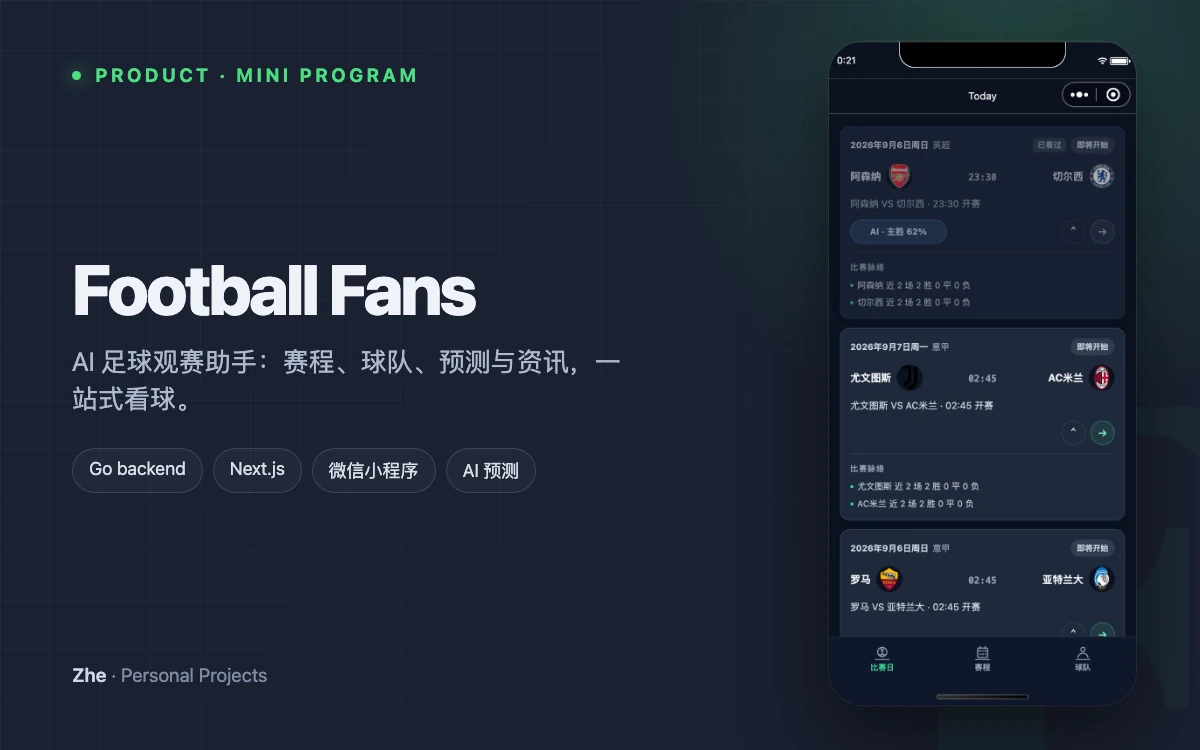 PRODUCT · MINI PROGRAM
Football Fans
AI 足球观赛助手：赛程、球队、预测与资讯，一
站式看球。
Go backend
Next.js
微信小程序
AI 预测
Zhe · Personal Projects
0:21
Today
2026年9月6日周日 英超
已看过
即将开始
阿森纳
23:30
切尔西
阿森纳 VS 切尔西 · 23:30 开赛
AI · 主胜 62%
比赛脉络
阿森纳 近 2 场 2 胜 0 平 0 负
切尔西 近 2 场 2 胜 0 平 0 负
2026年9月7日周一 意甲
即将开始
尤文图斯
02:45
AC米兰
尤文图斯 VS AC米兰 · 02:45 开赛
比赛脉络
尤文图斯 近 2 场 2 胜 0 平 0 负
AC米兰 近 2 场 2 胜 0 平 0 负
2026年9月6日周日 意甲
即将开始
罗马
02:45
亚特兰大
罗马 VS 亚特兰大 · 02:45 开赛
比赛日
赛程
球队